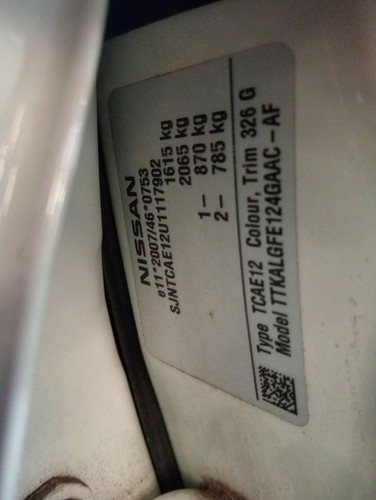 NISSAN
e11*2007/46*0753
SJNTCAE12U1117902
1615 kg
2065 kg
1- 870 kg
2- 785 kg
Type TCAE12 Colour, Trim 326 G
Model TTKALGFE124GAAC-AF